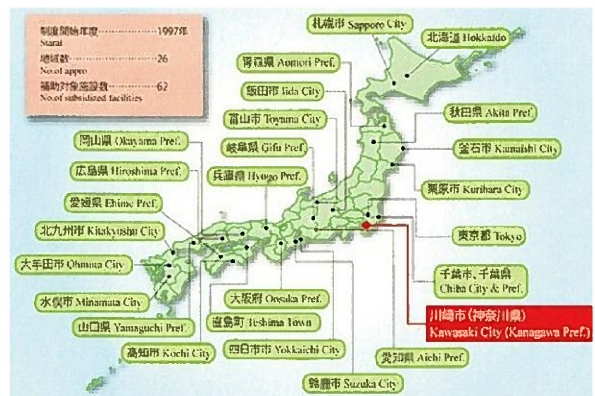 制度開始年度 1997年
Starat
地域数 26
No.of appro
補助対象施設数 62
No.of subsidized facilities
札幌市 Sapporo City
北海道 Hokkaido
青森県 Aomori Pref.
飯田市 Iida City
秋田県 Akita Pref.
富山市 Toyama City
岡山県 Okayama Pref.
岐阜県 Gifu Pref.
釜石市 Kamaishi City
広島県 Hiroshima Pref.
兵庫県 Hyogo Pref.
栗原市 Kurihara City
愛媛県 Ehime Pref.
北九州市 Kitakyushu City
東京都 Tokyo
大牟田市 Ohmuta City
千葉市、千葉県
Chiba City & Pref.
水俣市 Minamata City
大阪府 Oosaka Pref.
川崎市(神奈川県)
Kawasaki City (Kanagawa Pref.)
山口県 Yamaguchi Pref.
直島町 Teshima Town
高知市 Kochi City
四日市市 Yokkaichi City
愛知県 Aichi Pref.
鈴鹿市 Suzuka City